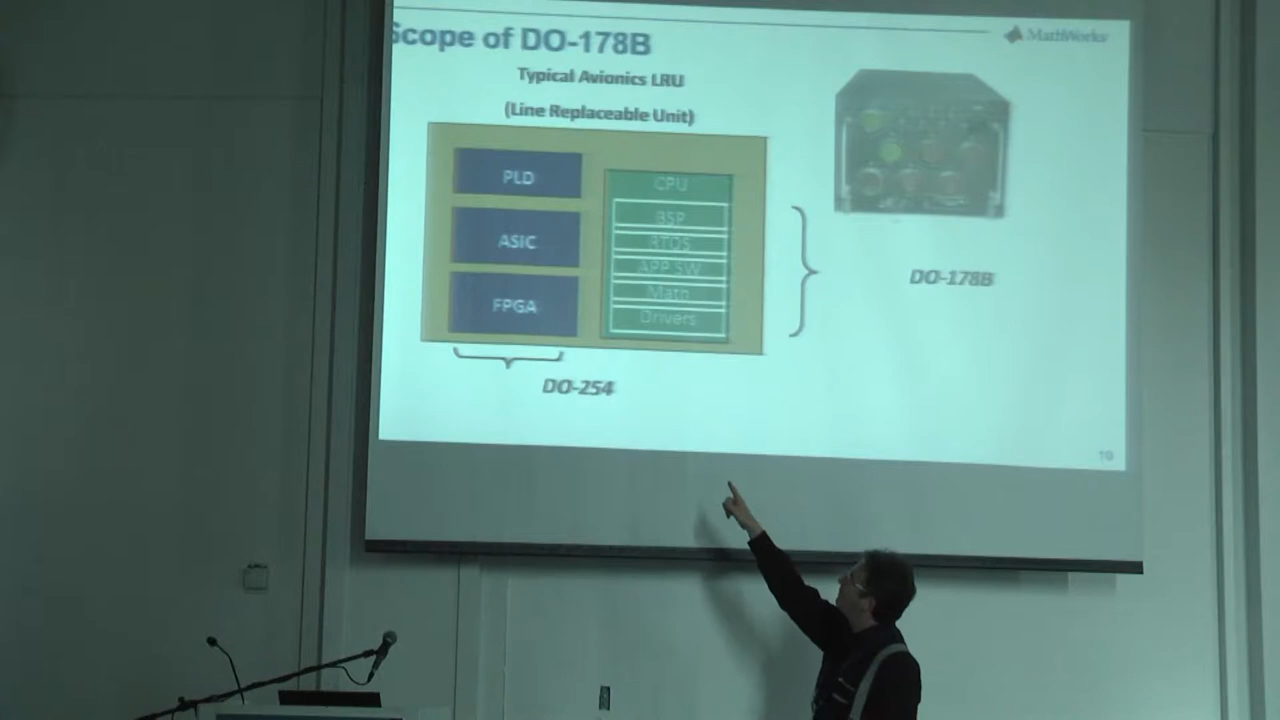 Scope of DO-178B
MathWorks
Typical Avionics LRU
(Line Replaceable Unit)
PLD
ASIC
FPGA
CPU
BSP
RTOS
APP SW
Math
Drivers
DO-254
DO-178B
10